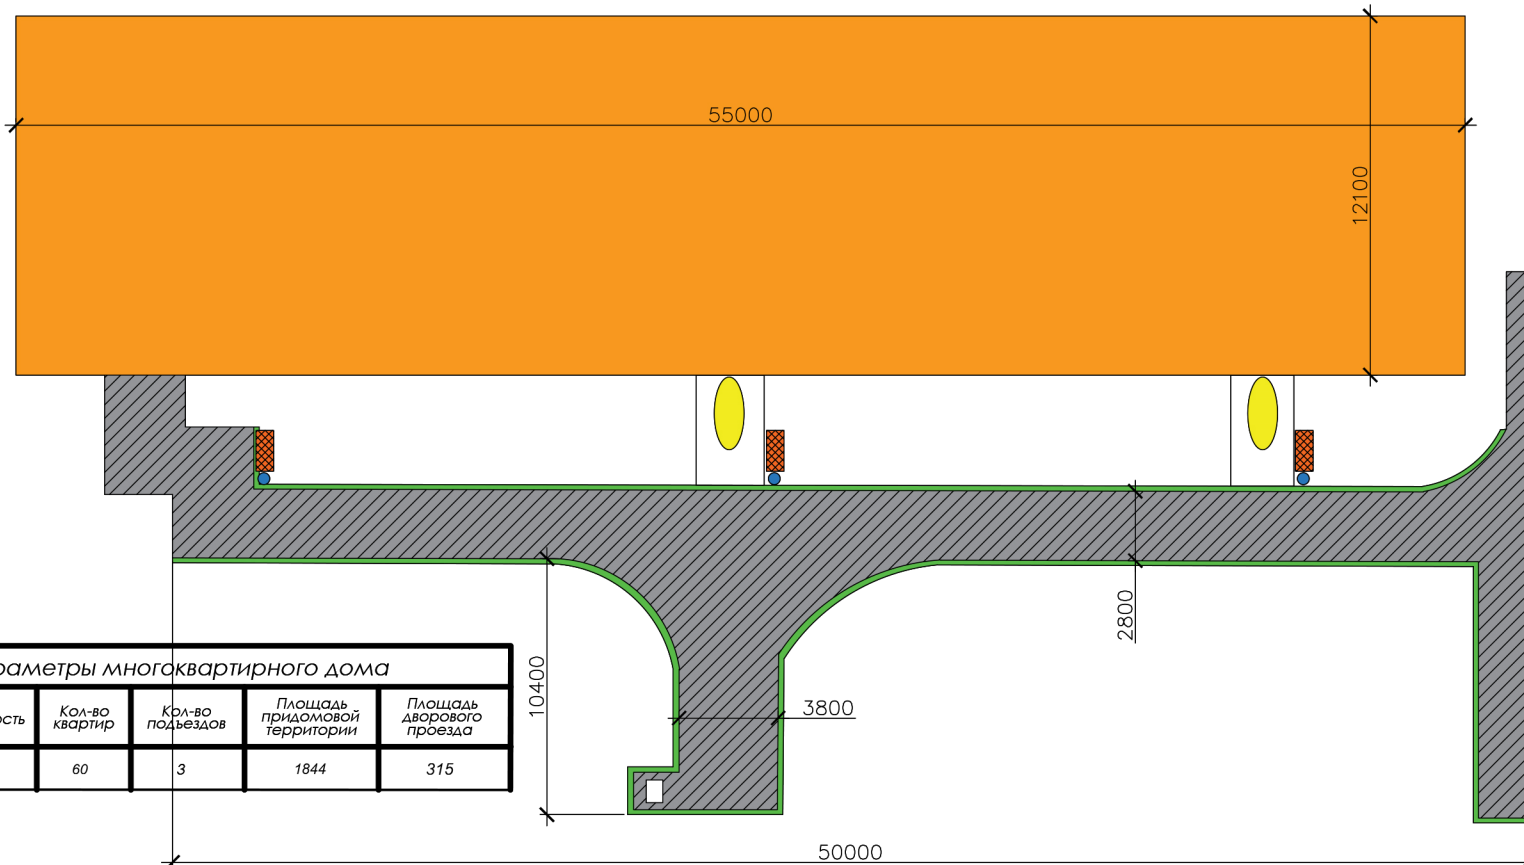 55000
12100
2800
10400
3800
раметры многоквартирного дома
ость
Кол-во
квартир
Кол-во
подъездов
Площадь
придомовой
территории
Площадь
дворового
проезда
60
3
1844
315
50000